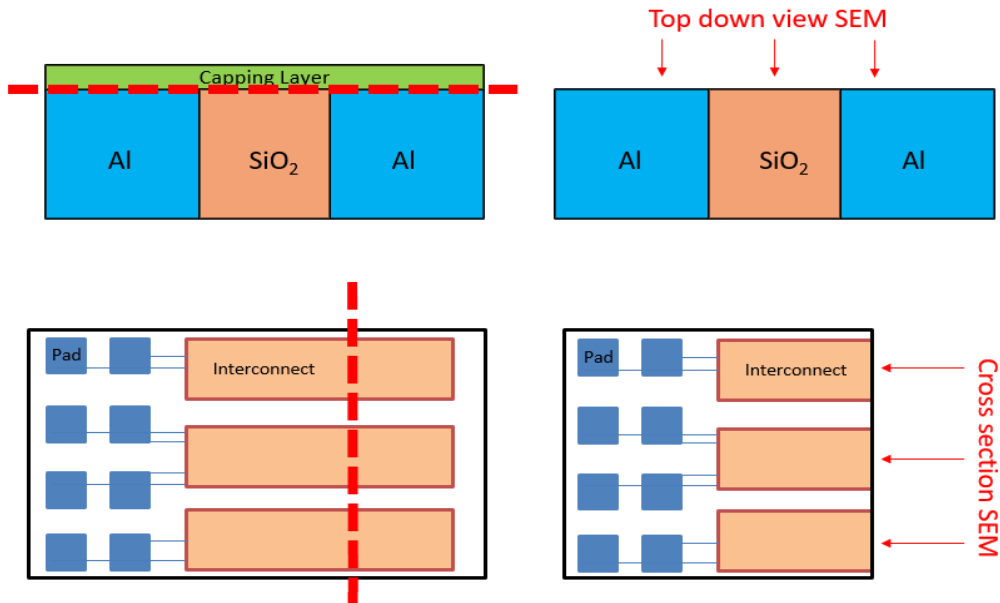 Top down view SEM
Capping Layer
Al
SiO₂
Al
Al
SiO₂
Al
Pad
Interconnect
Pad
Interconnect
Cross section SEM